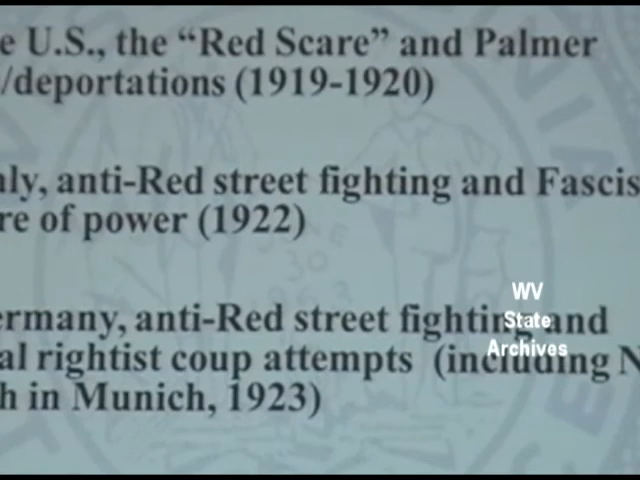 e U.S., the “Red Scare” and Palmer
/deportations (1919-1920)
aly, anti-Red street fighting and Fascis
re of power (1922)
ermany, anti-Red street fighting and
al rightist coup attempts (including N
h in Munich, 1923)
WV
State
Archives